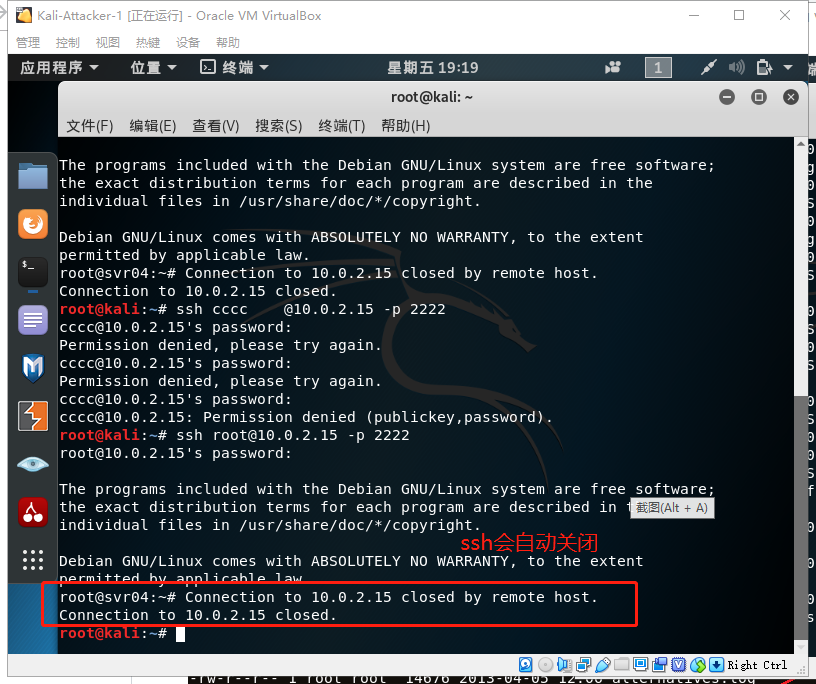 Kali-Attacker-1 [正在运行] - Oracle VM VirtualBox
管理 控制 视图 热键 设备 帮助
应用程序 位置 终端 星期五 19:19 1
root@kali: ~
文件(F) 编辑(E) 查看(V) 搜索(S) 终端(T) 帮助(H)
The programs included with the Debian GNU/Linux system are free software;
the exact distribution terms for each program are described in the
individual files in /usr/share/doc/*/copyright.
Debian GNU/Linux comes with ABSOLUTELY NO WARRANTY, to the extent
permitted by applicable law.
root@svr04:~# Connection to 10.0.2.15 closed by remote host.
Connection to 10.0.2.15 closed.
root@kali:~# ssh cccc    @10.0.2.15 -p 2222
cccc@10.0.2.15's password:
Permission denied, please try again.
cccc@10.0.2.15's password:
Permission denied, please try again.
cccc@10.0.2.15's password:
cccc@10.0.2.15: Permission denied (publickey,password).
root@kali:~# ssh root@10.0.2.15 -p 2222
root@10.0.2.15's password:
The programs included with the Debian GNU/Linux system are free software;
the exact distribution terms for each program are described in
截图(Alt + A)
individual files in /usr/share/doc/*/copyright.
ssh会自动关闭
Debian GNU/Linux comes with ABSOLUTELY NO WARRANTY, to the extent
permitted by applicable law
root@svr04:~# Connection to 10.0.2.15 closed by remote host.
Connection to 10.0.2.15 closed.
root@kali:~#
Right Ctrl
-rw-r--r-- 1 root root 14676 2013-04-05 12:08 alternatives.log